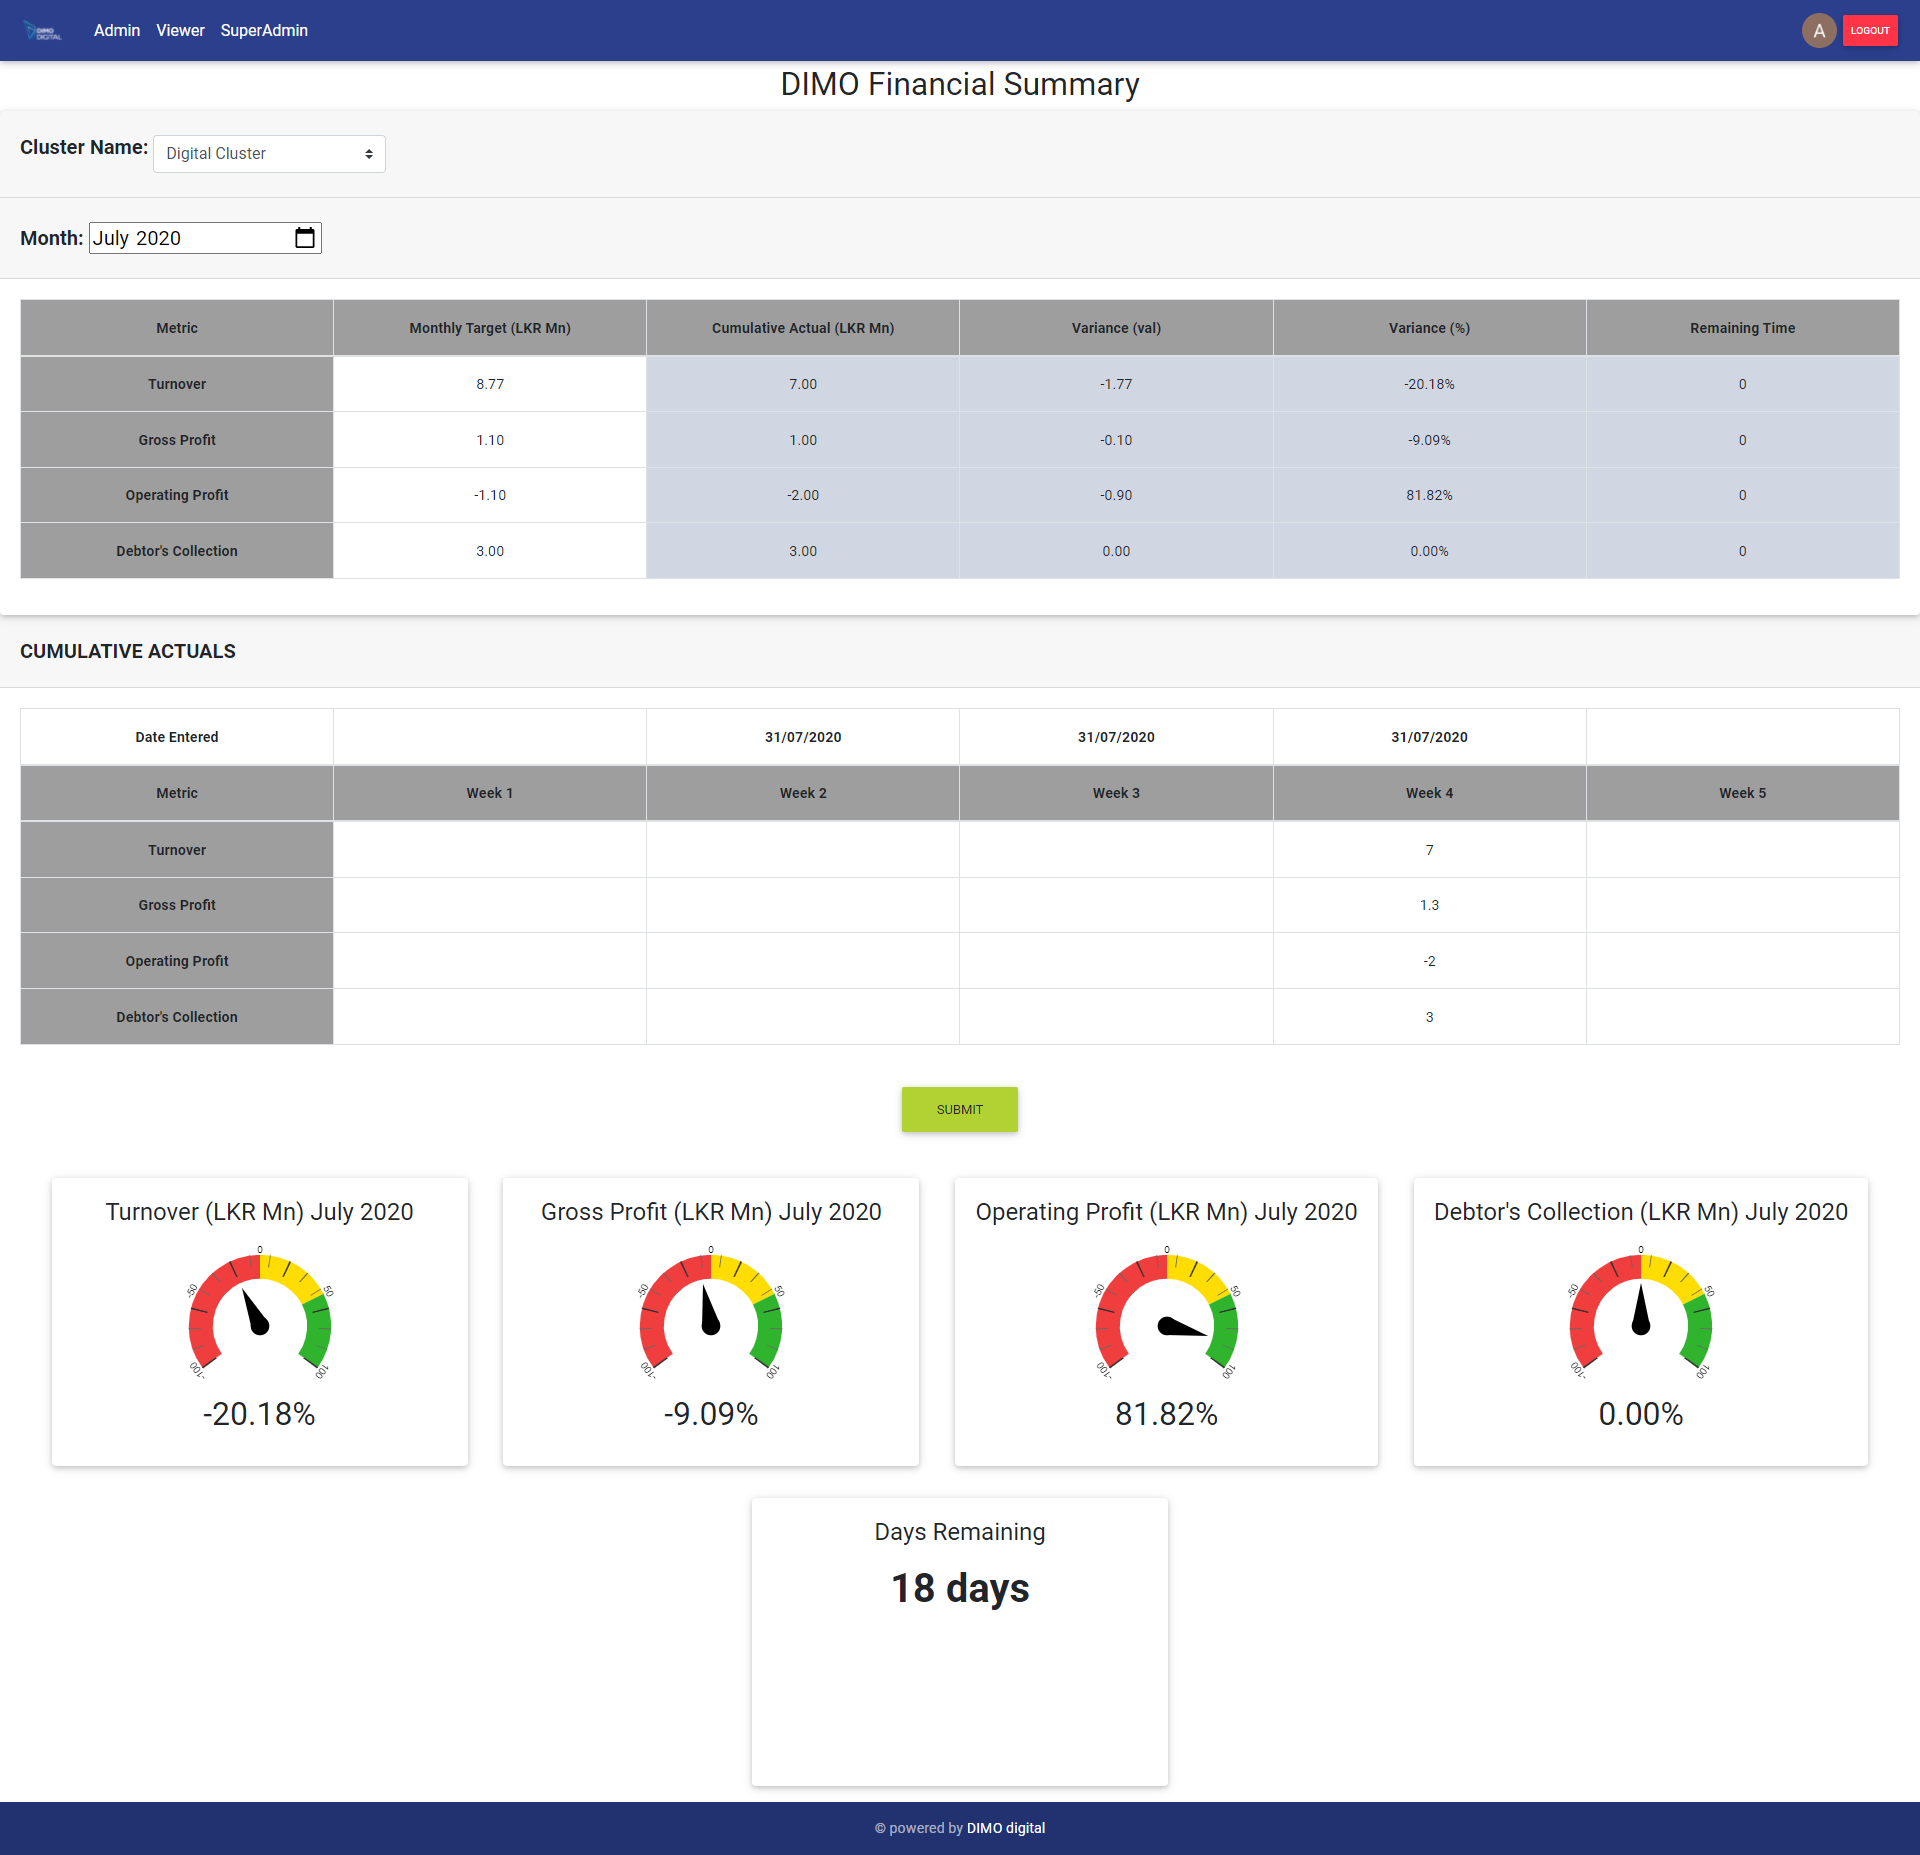 DIMO DIGITAL Admin Viewer SuperAdmin A LOGOUT
DIMO Financial Summary
Cluster Name: Digital Cluster
Month: July 2020
Metric Monthly Target (LKR Mn) Cumulative Actual (LKR Mn) Variance (val) Variance (%) Remaining Time
Turnover 8.77 7.00 -1.77 -20.18% 0
Gross Profit 1.10 1.00 -0.10 -9.09% 0
Operating Profit -1.10 -2.00 -0.90 81.82% 0
Debtor's Collection 3.00 3.00 0.00 0.00% 0
CUMULATIVE ACTUALS
Date Entered 31/07/2020 31/07/2020 31/07/2020
Metric Week 1 Week 2 Week 3 Week 4 Week 5
Turnover 7
Gross Profit 1.3
Operating Profit -2
Debtor's Collection 3
SUBMIT
Turnover (LKR Mn) July 2020
-100 -50 0 50 100
-20.18%
Gross Profit (LKR Mn) July 2020
-100 -50 0 50 100
-9.09%
Operating Profit (LKR Mn) July 2020
-100 -50 0 50 100
81.82%
Debtor's Collection (LKR Mn) July 2020
-100 -50 0 50 100
0.00%
Days Remaining
18 days
© powered by DIMO digital